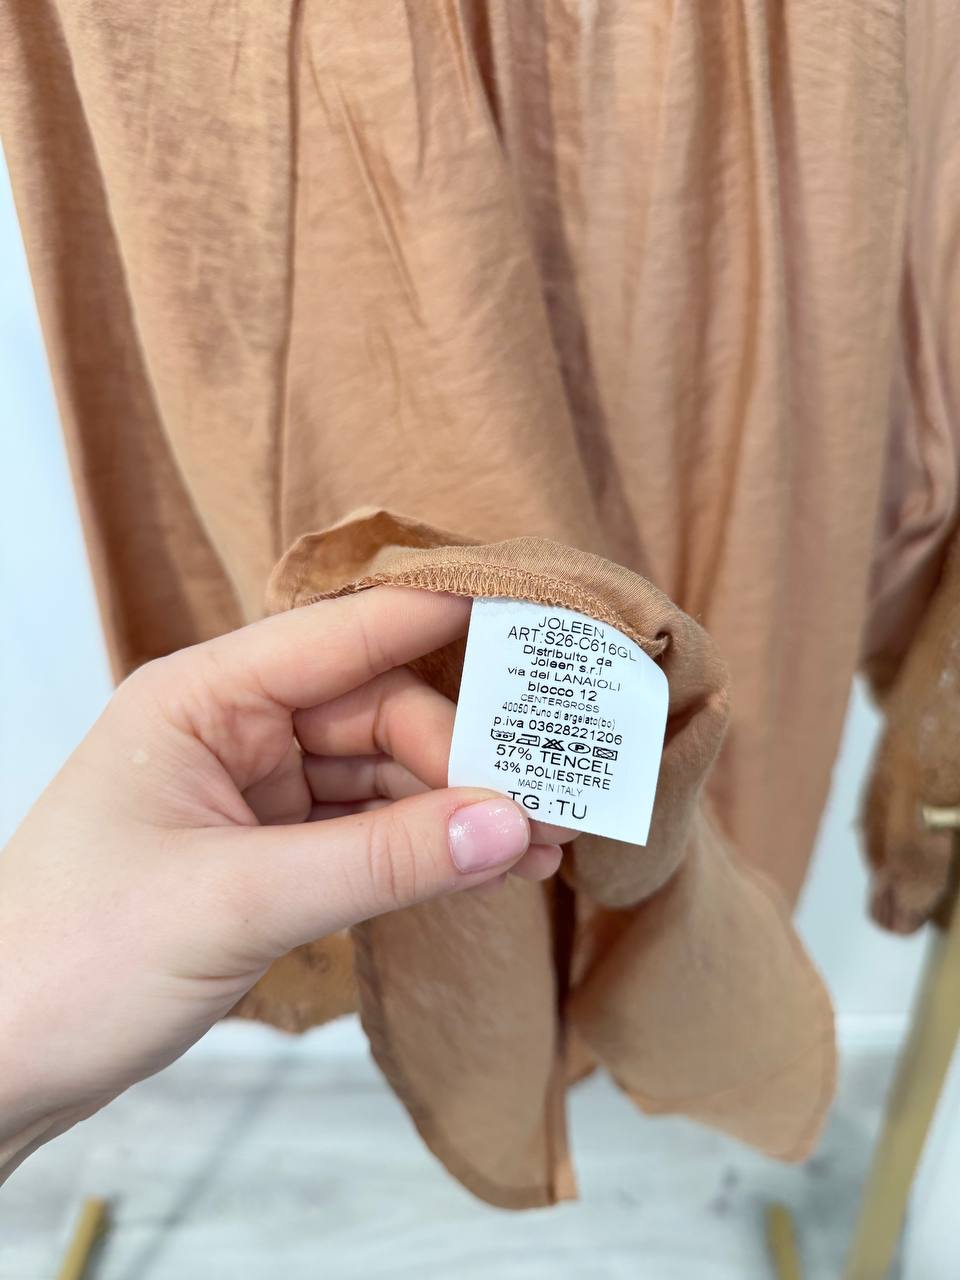 JOLEEN
ART:S26-C616GL
Distribuito da
Joleen s.r.l
via dei LANAIOLI
blocco 12
CENTERGROSS
40050 Funo di argelato(bo)
p.iva 03628221206
57% TENCEL
43% POLIESTERE
MADE IN ITALY
TG :TU